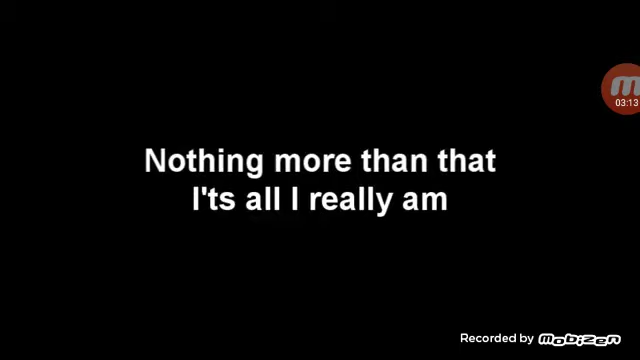 Nothing more than that
I'ts all I really am
03:13
Recorded by Mobizen